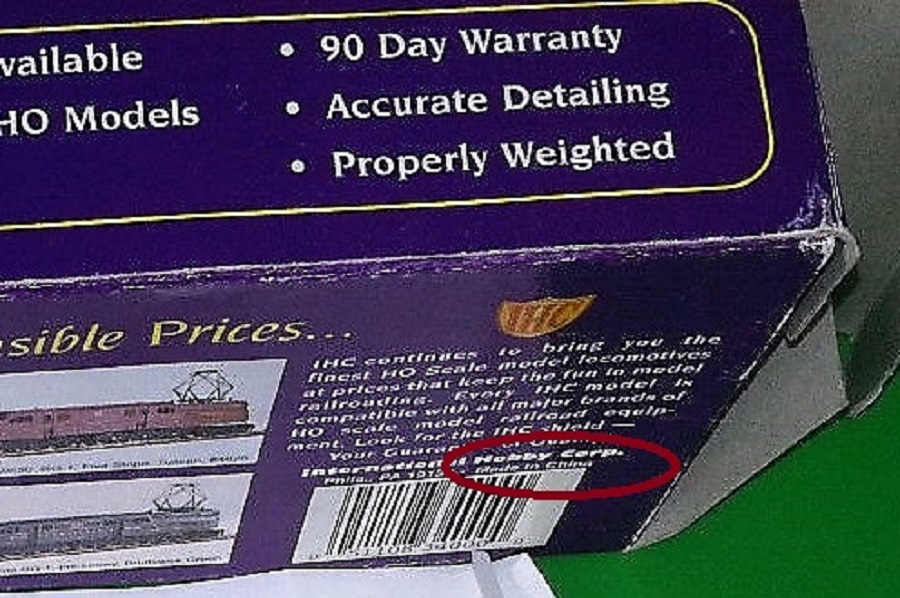 vailable
HO Models
• 90 Day Warranty
• Accurate Detailing
• Properly Weighted
sible Prices...
IHC
IHC continues to bring you the
finest HO Scale model locomotives
at prices that keep the fun in model
railroading. Every IHC model is
compatible with all major brands of
HO scale model railroad equip-
ment. Look for the IHC shield —
Your
International Hobby Corp.
Phila., PA Made in China